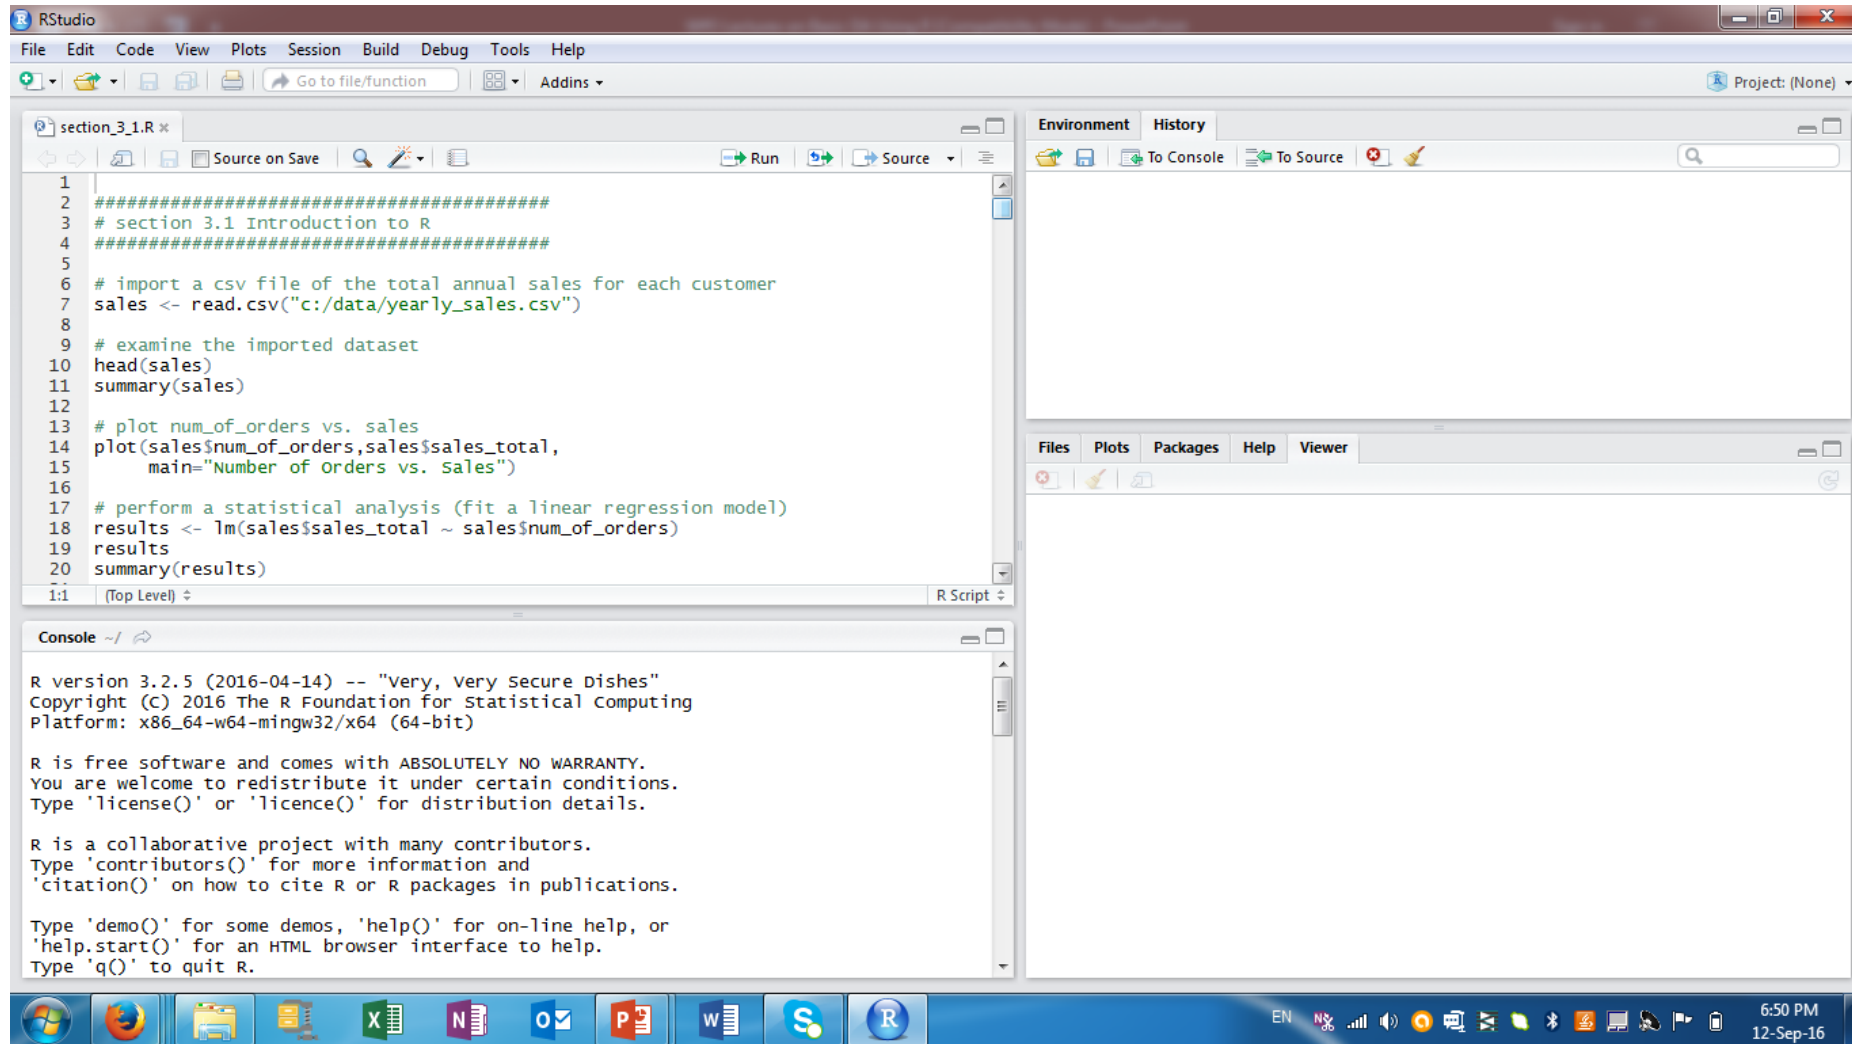 RStudio
File Edit Code View Plots Session Build Debug Tools Help
Go to file/function Addins Project: (None)
section_3_1.R
Source on Save Run Source
1
2 ##########################################
3 # section 3.1 Introduction to R
4 ##########################################
5
6 # import a csv file of the total annual sales for each customer
7 sales <- read.csv("c:/data/yearly_sales.csv")
8
9 # examine the imported dataset
10 head(sales)
11 summary(sales)
12
13 # plot num_of_orders vs. sales
14 plot(sales$num_of_orders,sales$sales_total,
15 main="Number of Orders vs. Sales")
16
17 # perform a statistical analysis (fit a linear regression model)
18 results <- lm(sales$sales_total ~ sales$num_of_orders)
19 results
20 summary(results)
1:1 (Top Level) R Script
Console ~/
R version 3.2.5 (2016-04-14) -- "Very, Very Secure Dishes"
Copyright (C) 2016 The R Foundation for Statistical Computing
Platform: x86_64-w64-mingw32/x64 (64-bit)
R is free software and comes with ABSOLUTELY NO WARRANTY.
You are welcome to redistribute it under certain conditions.
Type 'license()' or 'licence()' for distribution details.
R is a collaborative project with many contributors.
Type 'contributors()' for more information and
'citation()' on how to cite R or R packages in publications.
Type 'demo()' for some demos, 'help()' for on-line help, or
'help.start()' for an HTML browser interface to help.
Type 'q()' to quit R.
Environment History
To Console To Source
Files Plots Packages Help Viewer
EN
6:50 PM
12-Sep-16